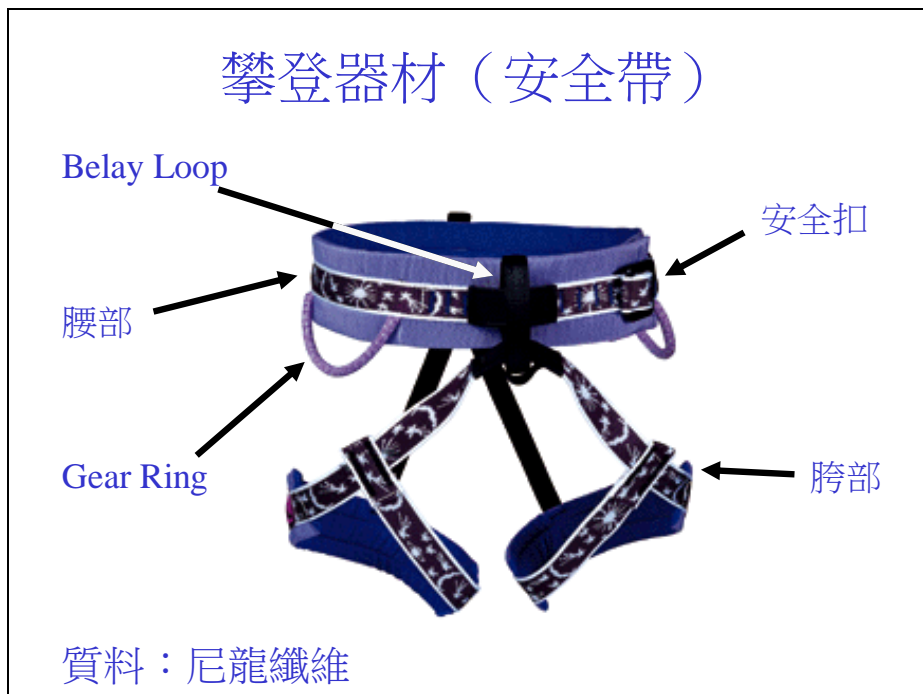 攀登器材（安全帶）
Belay Loop
安全扣
腰部
Gear Ring
胯部
質料：尼龍纖維